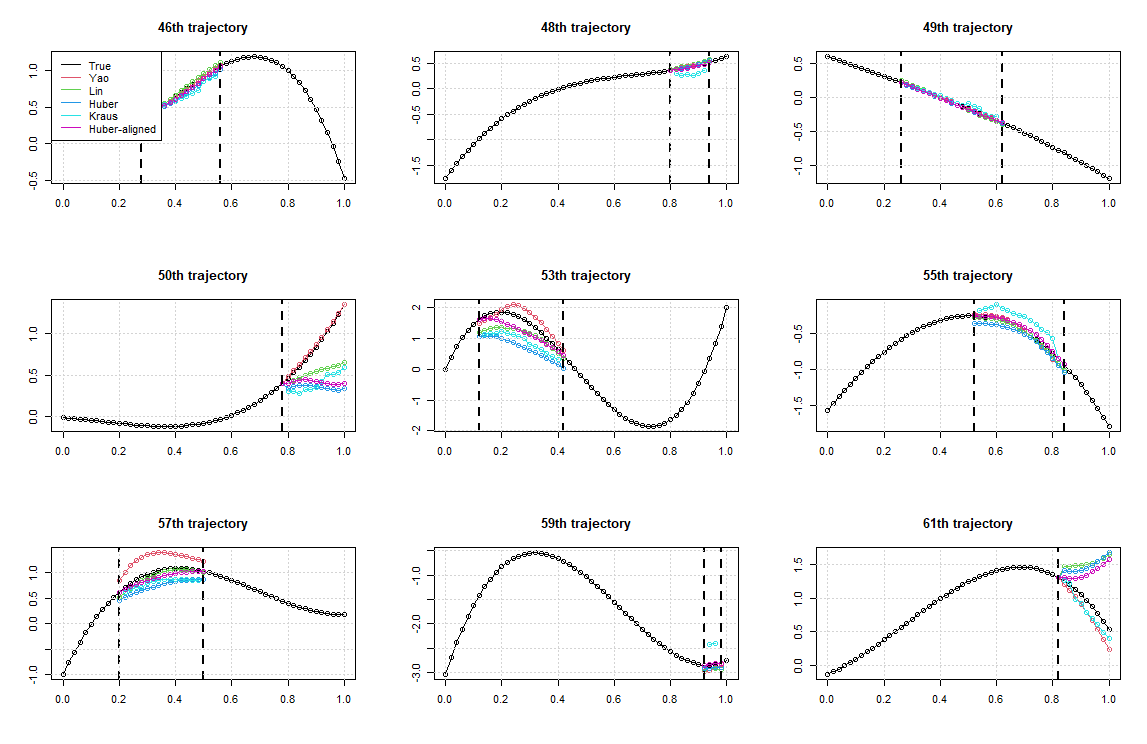 46th trajectory
48th trajectory
49th trajectory
True
Yao
Lin
Huber
Kraus
Huber-aligned
-0.5 0.0 0.5 1.0
0.0 0.2 0.4 0.6 0.8 1.0
-1.5 -0.5 0.5
0.0 0.2 0.4 0.6 0.8 1.0
-1.0 -0.5 0.0 0.5
0.0 0.2 0.4 0.6 0.8 1.0
50th trajectory
53th trajectory
55th trajectory
0.0 0.5 1.0
0.0 0.2 0.4 0.6 0.8 1.0
-2 -1 0 1 2
0.0 0.2 0.4 0.6 0.8 1.0
-1.5 -1.0 -0.5
0.0 0.2 0.4 0.6 0.8 1.0
57th trajectory
59th trajectory
61th trajectory
-1.0 0.0 0.5 1.0
0.0 0.2 0.4 0.6 0.8 1.0
-3.0 -2.0 -1.0
0.0 0.2 0.4 0.6 0.8 1.0
0.0 0.5 1.0 1.5
0.0 0.2 0.4 0.6 0.8 1.0